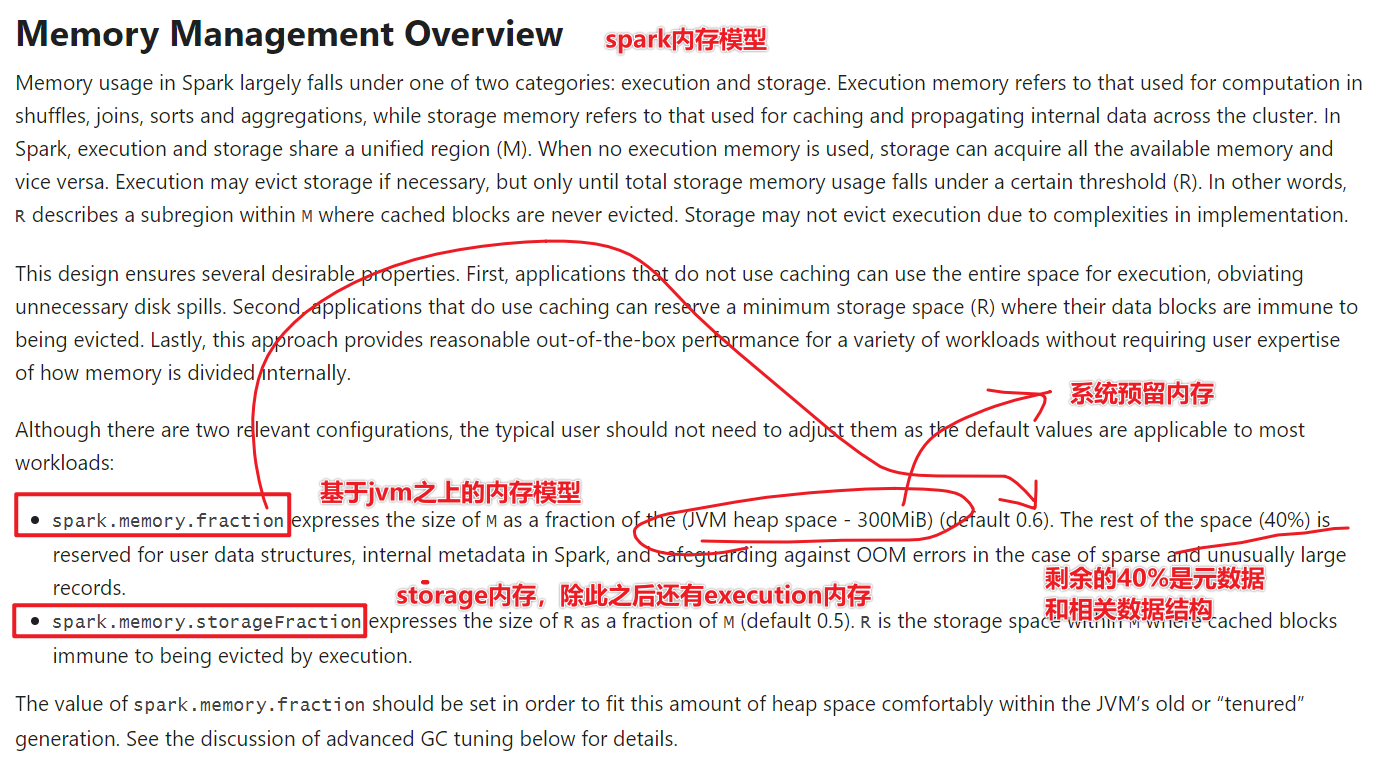 Memory Management Overview spark内存模型
Memory usage in Spark largely falls under one of two categories: execution and storage. Execution memory refers to that used for computation in
shuffles, joins, sorts and aggregations, while storage memory refers to that used for caching and propagating internal data across the cluster. In
Spark, execution and storage share a unified region (M). When no execution memory is used, storage can acquire all the available memory and
vice versa. Execution may evict storage if necessary, but only until total storage memory usage falls under a certain threshold (R). In other words,
R describes a subregion within M where cached blocks are never evicted. Storage may not evict execution due to complexities in implementation.
This design ensures several desirable properties. First, applications that do not use caching can use the entire space for execution, obviating
unnecessary disk spills. Second, applications that do use caching can reserve a minimum storage space (R) where their data blocks are immune to
being evicted. Lastly, this approach provides reasonable out-of-the-box performance for a variety of workloads without requiring user expertise
of how memory is divided internally.
系统预留内存
Although there are two relevant configurations, the typical user should not need to adjust them as the default values are applicable to most
workloads:
基于jvm之上的内存模型
• spark.memory.fraction expresses the size of M as a fraction of the (JVM heap space - 300MiB) (default 0.6). The rest of the space (40%) is
reserved for user data structures, internal metadata in Spark, and safeguarding against OOM errors in the case of sparse and unusually large
records.
剩余的40%是元数据
和相关数据结构
storage内存，除此之后还有execution内存
• spark.memory.storageFraction expresses the size of R as a fraction of M (default 0.5). R is the storage space within M where cached blocks
immune to being evicted by execution.
The value of spark.memory.fraction should be set in order to fit this amount of heap space comfortably within the JVM’s old or “tenured”
generation. See the discussion of advanced GC tuning below for details.